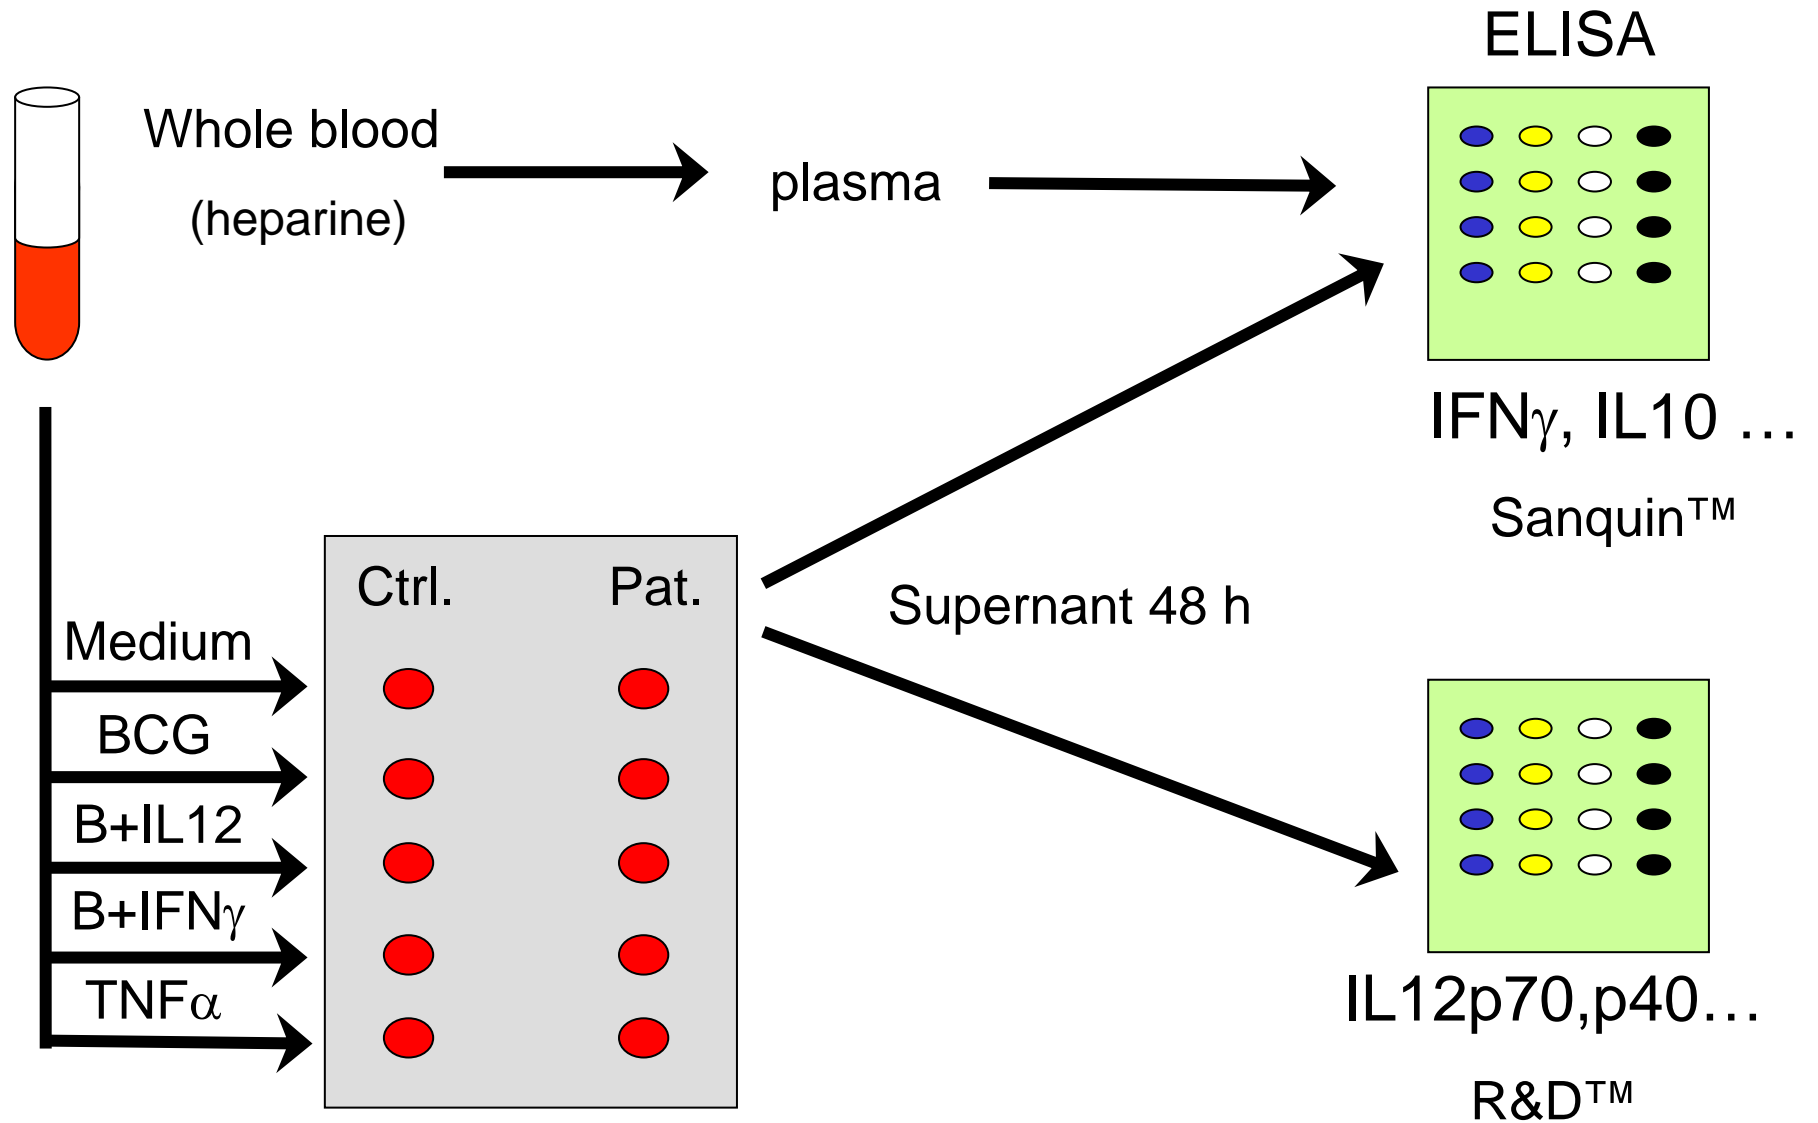 ELISA
Whole blood
(heparine)
plasma
IFNγ, IL10 …
Sanquin™
Ctrl. Pat.
Supernant 48 h
Medium
BCG
B+IL12
B+IFNγ
TNFα
IL12p70,p40…
R&D™